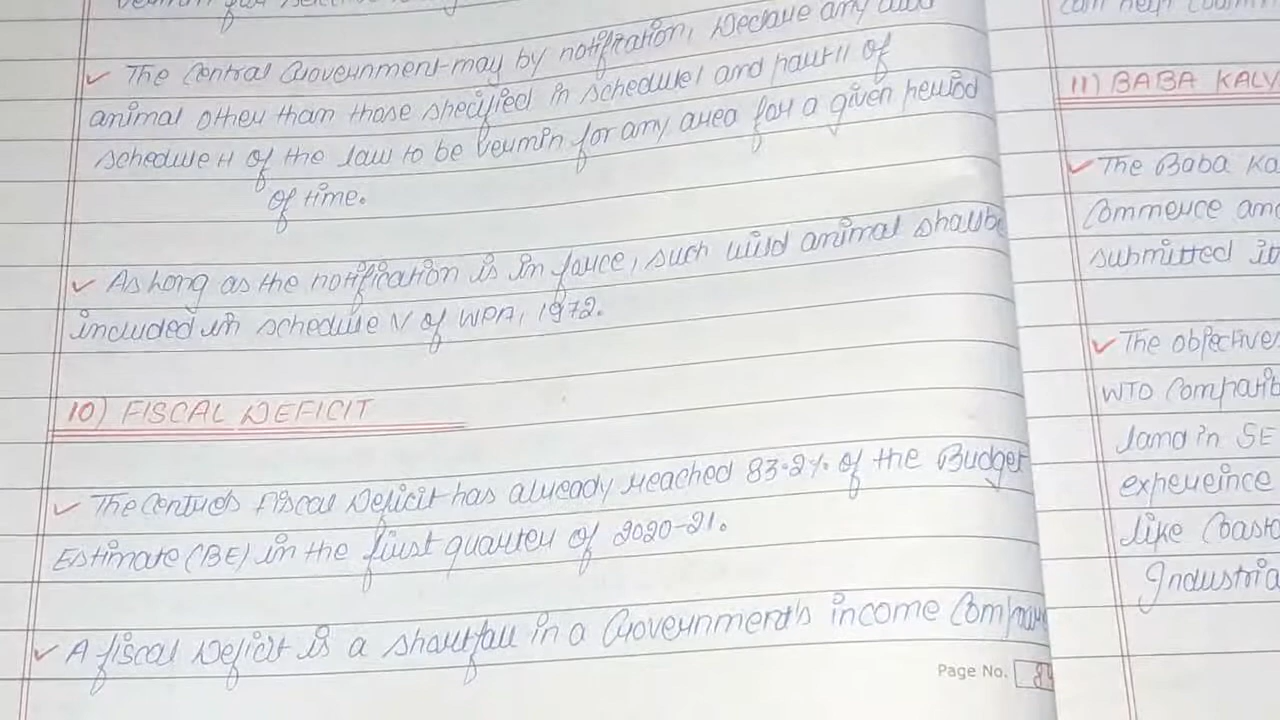 ✓ The Central Government may by notification, Declare any wild
animal other than those specified in schedule I and part II of
schedule II of the law to be vermin for any area for a given period
of time.
✓ As long as the notification is in force, such wild animal shall be
included in schedule V of WPA, 1972.
10) FISCAL DEFICIT
✓ The Centre's Fiscal Deficit has already reached 83.2% of the Budget
Estimate (BE) in the first quarter of 2020-21.
✓ A fiscal Deficit is a shortfall in a Government's income
Page No.
11) BABA KALY
✓ The Baba Ka
Commerce and
submitted it
✓ The objective
WTO Compatib
land in SE
experience
like Coasta
Industria